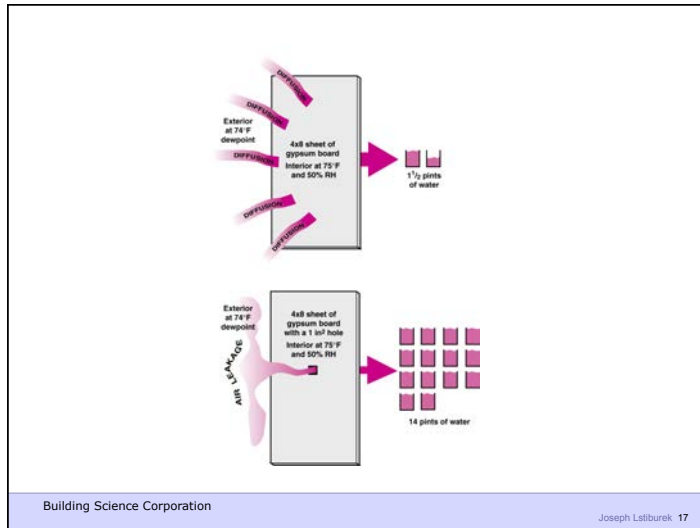 DIFFUSION
DIFFUSION
DIFFUSION
DIFFUSION
DIFFUSION
Exterior
at 74°F
dewpoint
4x8 sheet of
gypsum board
Interior at 75°F
and 50% RH
1 1/2 pints
of water
Exterior
at 74°F
dewpoint
AIR LEAKAGE
4x8 sheet of
gypsum board
with a 1 in² hole
Interior at 75°F
and 50% RH
14 pints of water
Building Science Corporation
Joseph Lstiburek 17